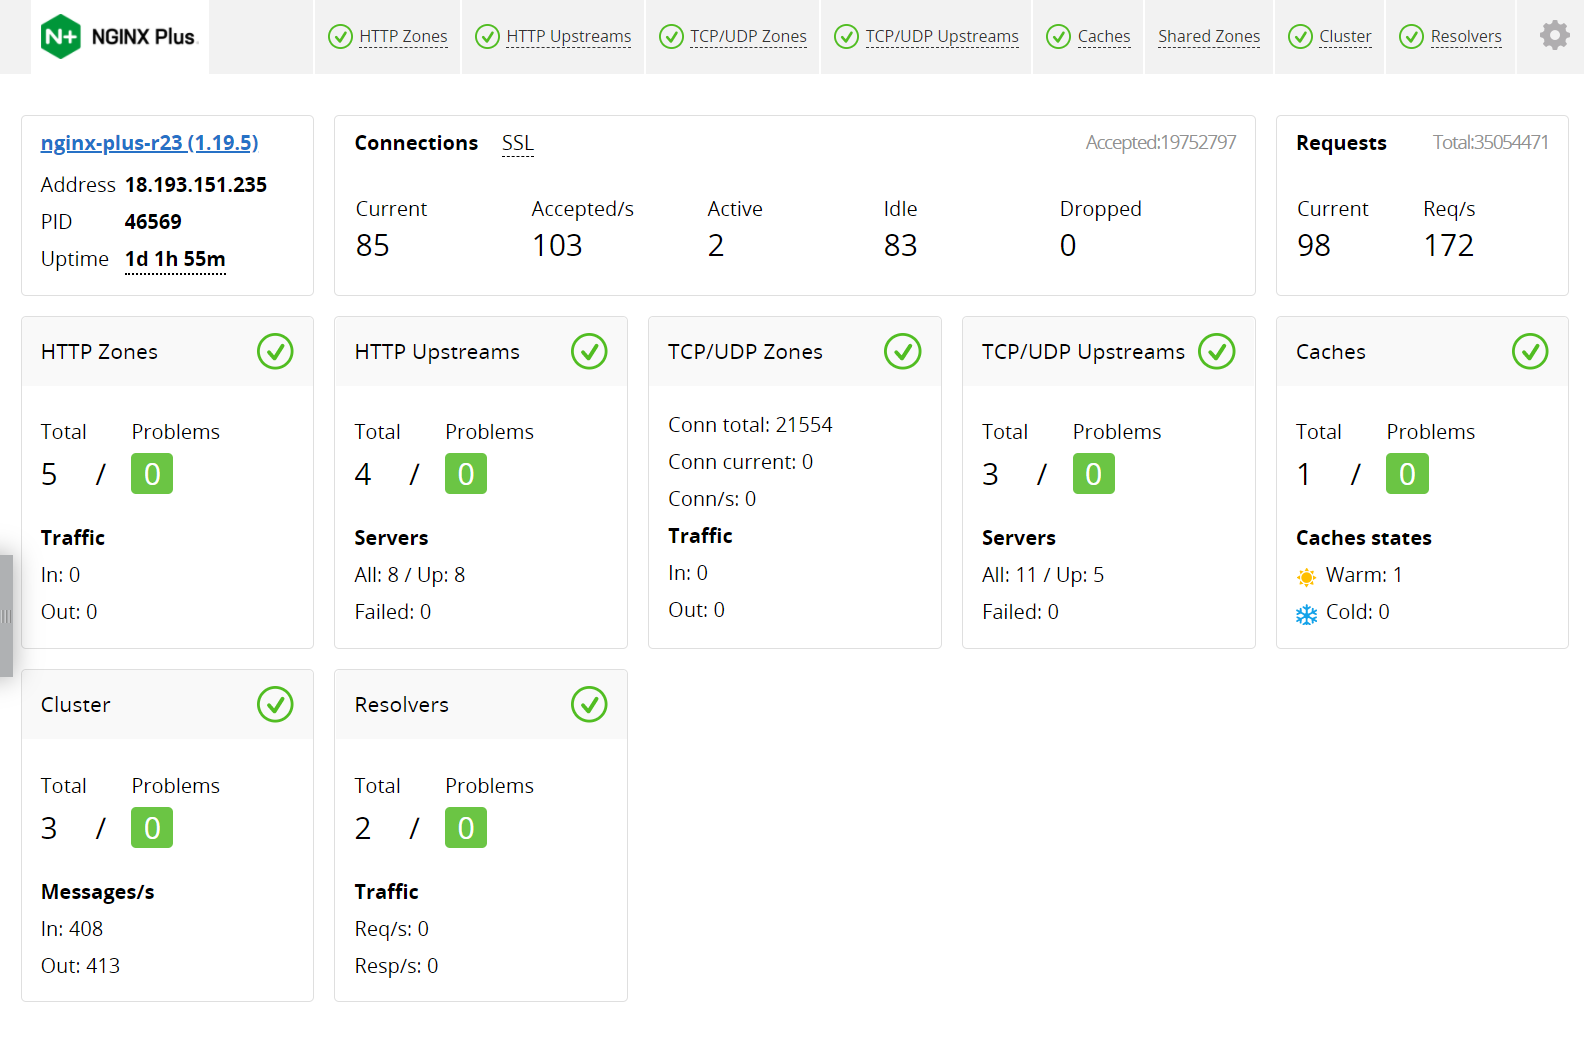 N+ NGINX Plus
HTTP Zones HTTP Upstreams TCP/UDP Zones TCP/UDP Upstreams Caches Shared Zones Cluster Resolvers
nginx-plus-r23 (1.19.5)
Address 18.193.151.235
PID 46569
Uptime 1d 1h 55m
Connections SSL Accepted:19752797
Current Accepted/s Active Idle Dropped
85 103 2 83 0
Requests Total:35054471
Current Req/s
98 172
HTTP Zones
Total Problems
5 / 0
Traffic
In: 0
Out: 0
HTTP Upstreams
Total Problems
4 / 0
Servers
All: 8 / Up: 8
Failed: 0
TCP/UDP Zones
Conn total: 21554
Conn current: 0
Conn/s: 0
Traffic
In: 0
Out: 0
TCP/UDP Upstreams
Total Problems
3 / 0
Servers
All: 11 / Up: 5
Failed: 0
Caches
Total Problems
1 / 0
Caches states
Warm: 1
Cold: 0
Cluster
Total Problems
3 / 0
Messages/s
In: 408
Out: 413
Resolvers
Total Problems
2 / 0
Traffic
Req/s: 0
Resp/s: 0